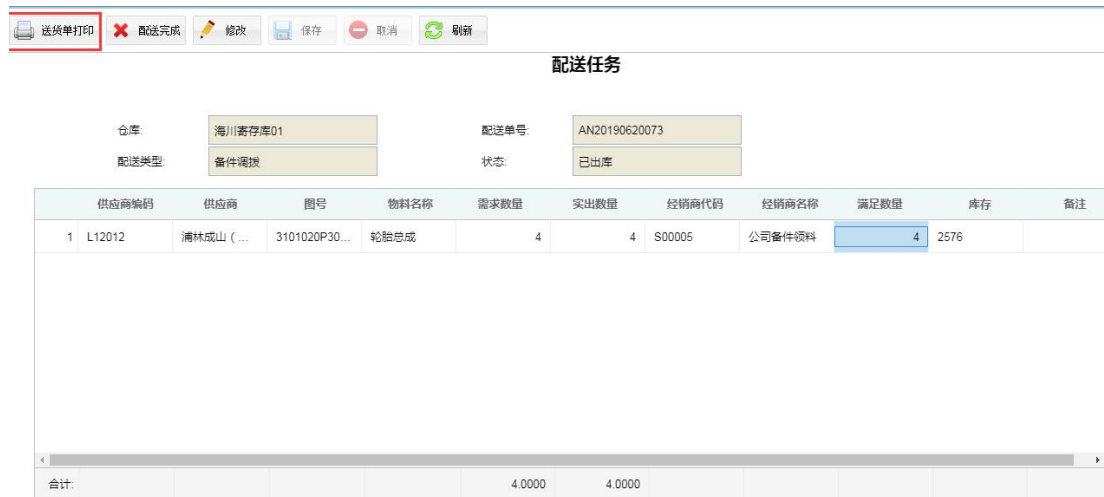 送货单打印 配送完成 修改 保存 取消 刷新
配送任务
仓库: 海川寄存库01 配送单号: AN20190620073
配送类型: 备件调拨 状态: 已出库
供应商编码 供应商 图号 物料名称 需求数量 实出数量 经销商代码 经销商名称 满足数量 库存 备注
1 L12012 浦林成山（... 3101020P30... 轮胎总成 4 4 S00005 公司备件领料 4 2576
合计: 4.0000 4.0000